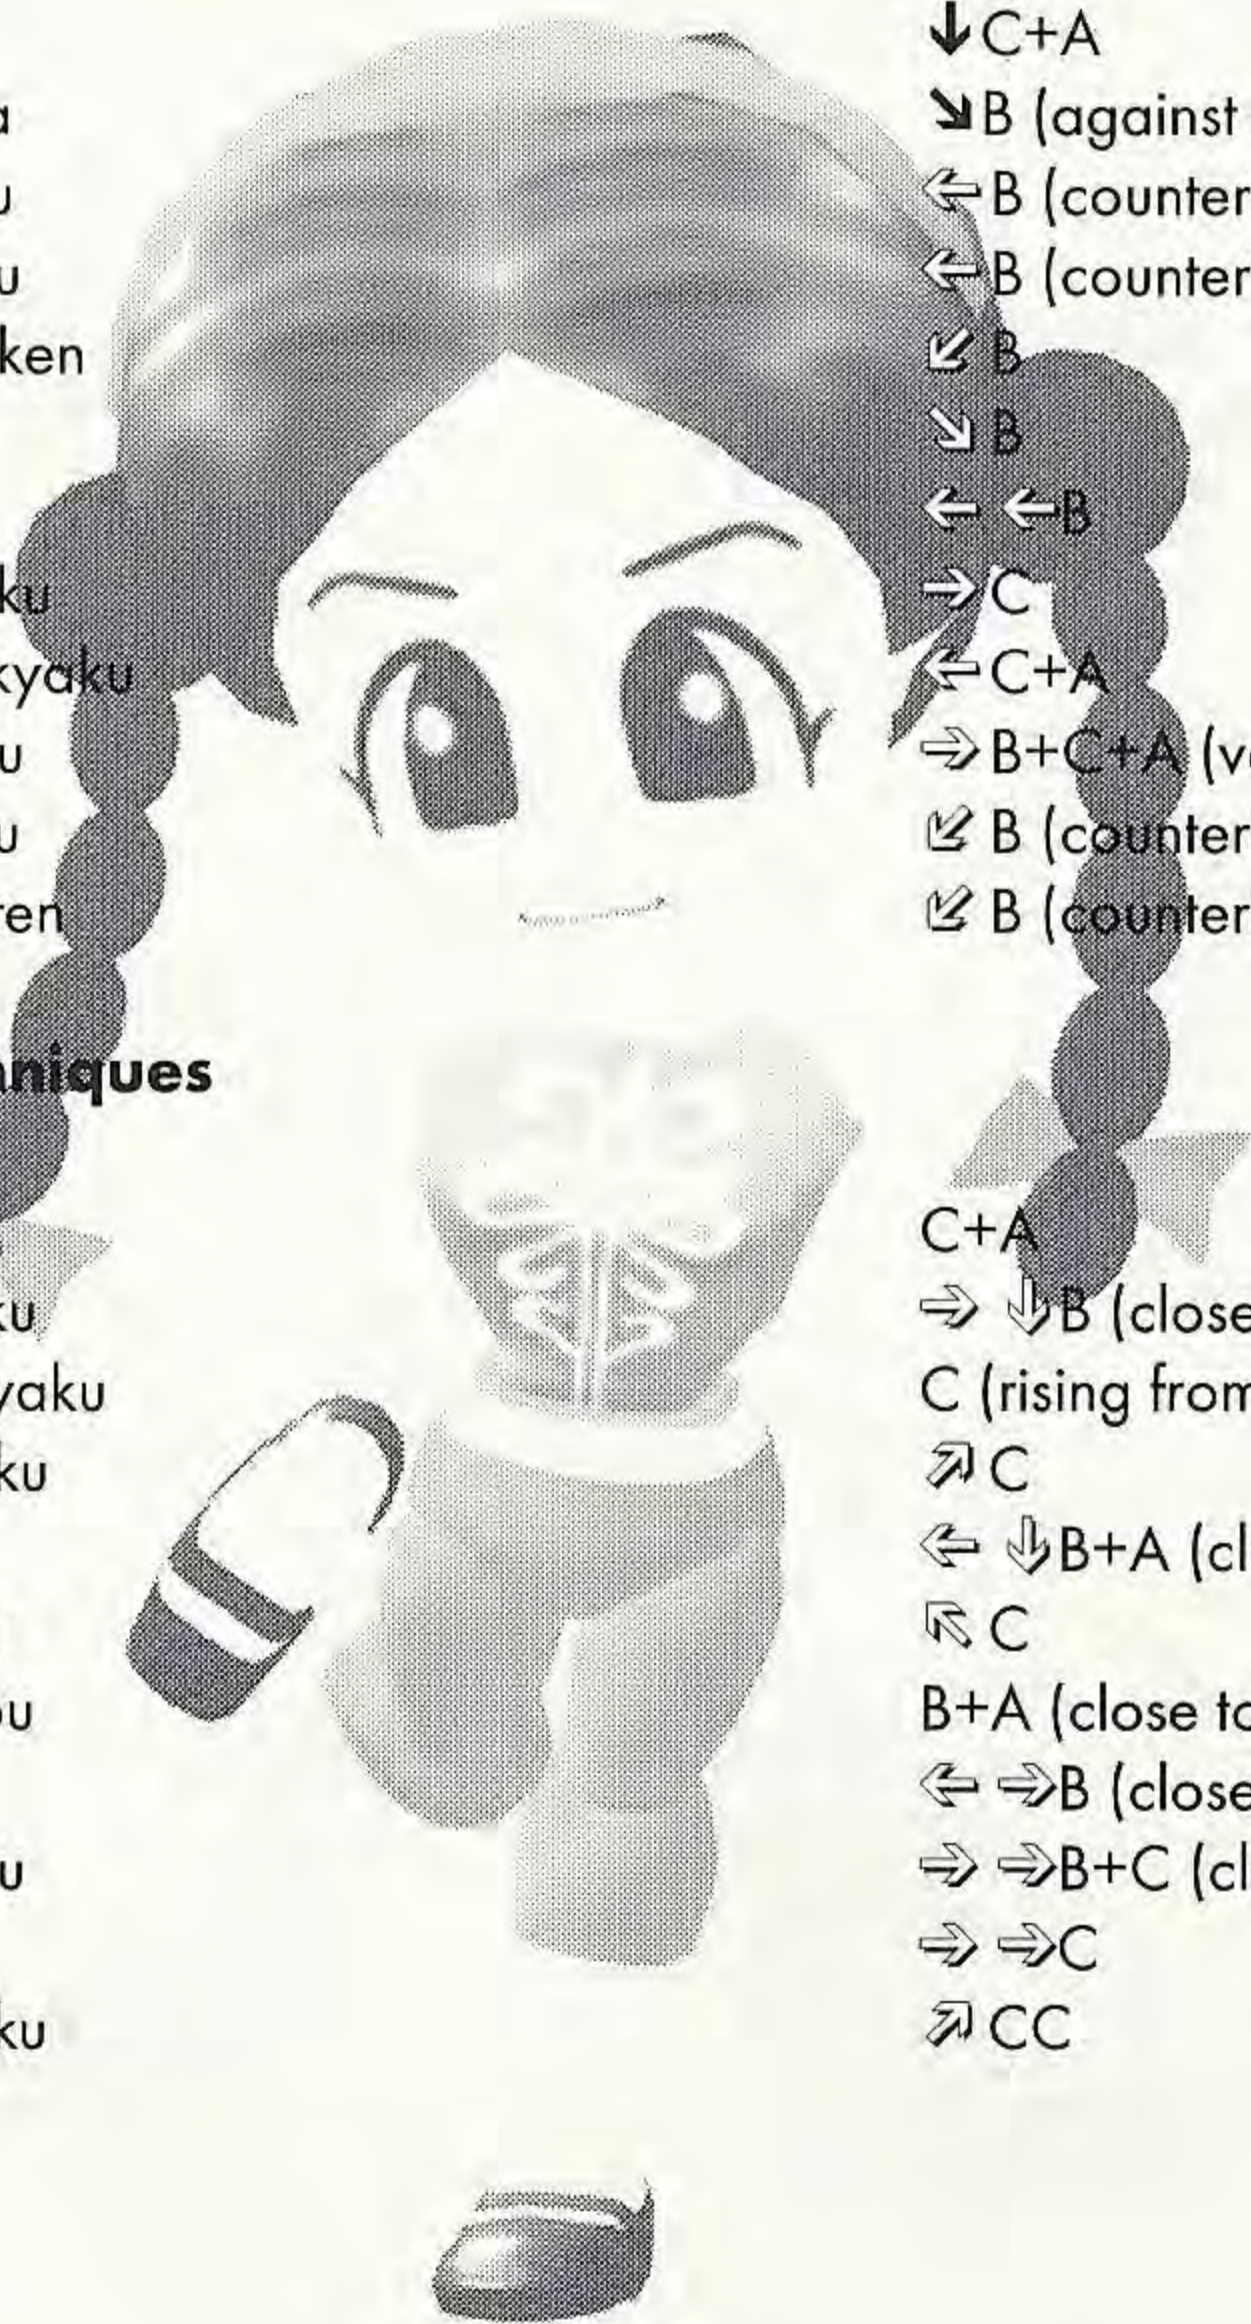 ↓ C+A
a ↘ B (against
u ← B (counter
u ← B (counter
ken ↙ B
↘ B
← ← B
ku → C
kyaku ← C+A
u → B+C+A (v
u ↙ B (counter
ren ↙ B (counter
niques
C+A
ku → ↓ B (close
yaku C (rising from
ku ↗ C
← ↓ B+A (cl
↖ C
ou B+A (close to
← → B (close
u → → B+C (cl
→ → C
ku ↗ CC